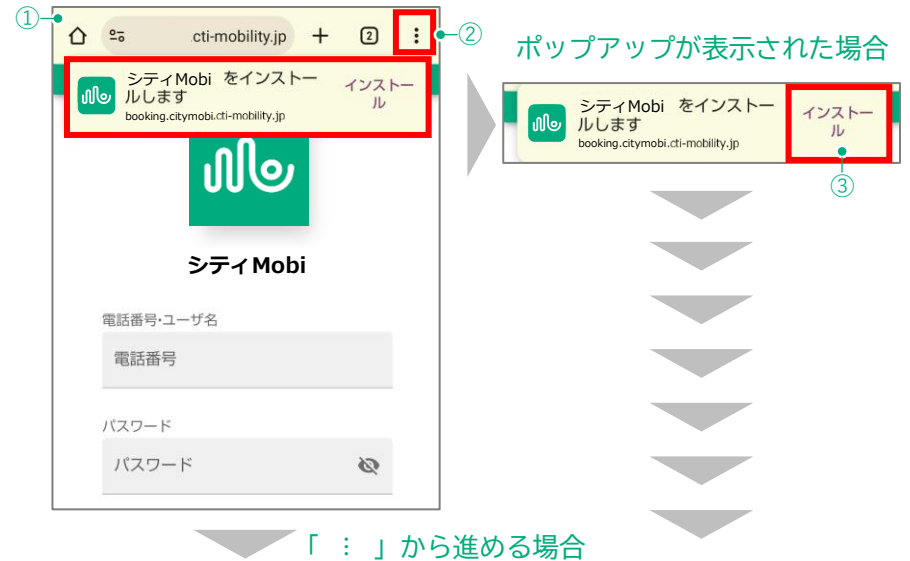 ①
②
cti-mobility.jp
2
シティMobi をインストー
ルします
booking.citymobi.cti-mobility.jp
インストー
ル
シティMobi
電話番号・ユーザ名
電話番号
パスワード
パスワード
ポップアップが表示された場合
シティMobi をインストー
ルします
booking.citymobi.cti-mobility.jp
インストー
ル
③
「 ⋮ 」から進める場合